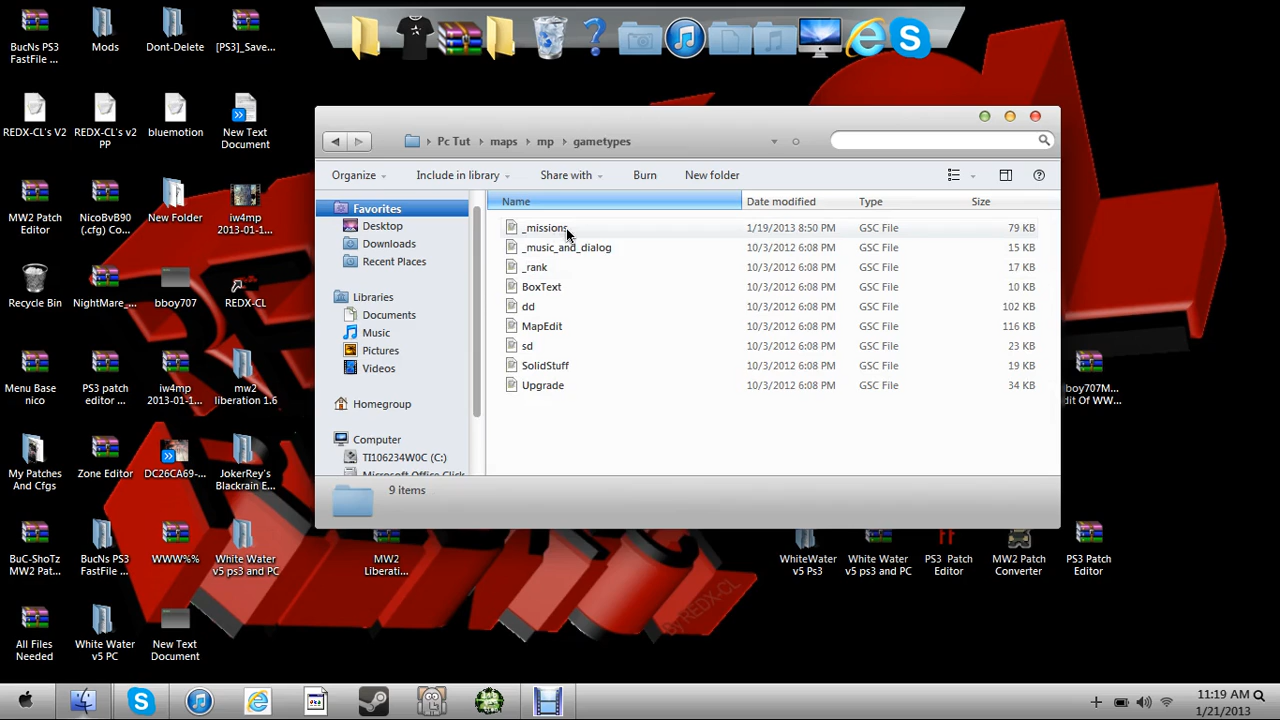 BucNs PS3
FastFile ...
Mods
Dont-Delete
[PS3]_Save...
REDX-CL's V2
REDX-CL's v2
PP
bluemotion
New Text
Document
MW2 Patch
Editor
NicoBvB90
(.cfg) Con...
New Folder
iw4mp
2013-01-1...
Recycle Bin
NightMare_...
bboy707
REDX-CL
Menu Base
nico
PS3 patch
editor ...
iw4mp
2013-01-1...
mw2
liberation 1.6
My Patches
And Cfgs
Zone Editor
DC26CA69-...
JokerRey's
Blackrain E...
BuC-ShoTz
MW2 Pat...
BucNs PS3
FastFile ...
WWW%%
White Water
v5 ps3 and PC
MW2
Liberati...
All Files
Needed
White Water
v5 PC
New Text
Document
Pc Tut
maps
mp
gametypes
Organize
Include in library
Share with
Burn
New folder
Favorites
Desktop
Downloads
Recent Places
Libraries
Documents
Music
Pictures
Videos
Homegroup
Computer
TI106234W0C (C:)
Microsoft Office Click
Name Date modified Type Size
_missions 1/19/2013 8:50 PM GSC File 79 KB
_music_and_dialog 10/3/2012 6:08 PM GSC File 15 KB
_rank 10/3/2012 6:08 PM GSC File 17 KB
BoxText 10/3/2012 6:08 PM GSC File 10 KB
dd 10/3/2012 6:08 PM GSC File 102 KB
MapEdit 10/3/2012 6:08 PM GSC File 116 KB
sd 10/3/2012 6:08 PM GSC File 23 KB
SolidStuff 10/3/2012 6:08 PM GSC File 19 KB
Upgrade 10/3/2012 6:08 PM GSC File 34 KB
9 items
boy707M...
dit Of WW...
WhiteWater
v5 Ps3
White Water
v5 ps3 and PC
PS3 Patch
Editor
MW2 Patch
Converter
PS3 Patch
Editor
By REDX-CL
11:19 AM
1/21/2013